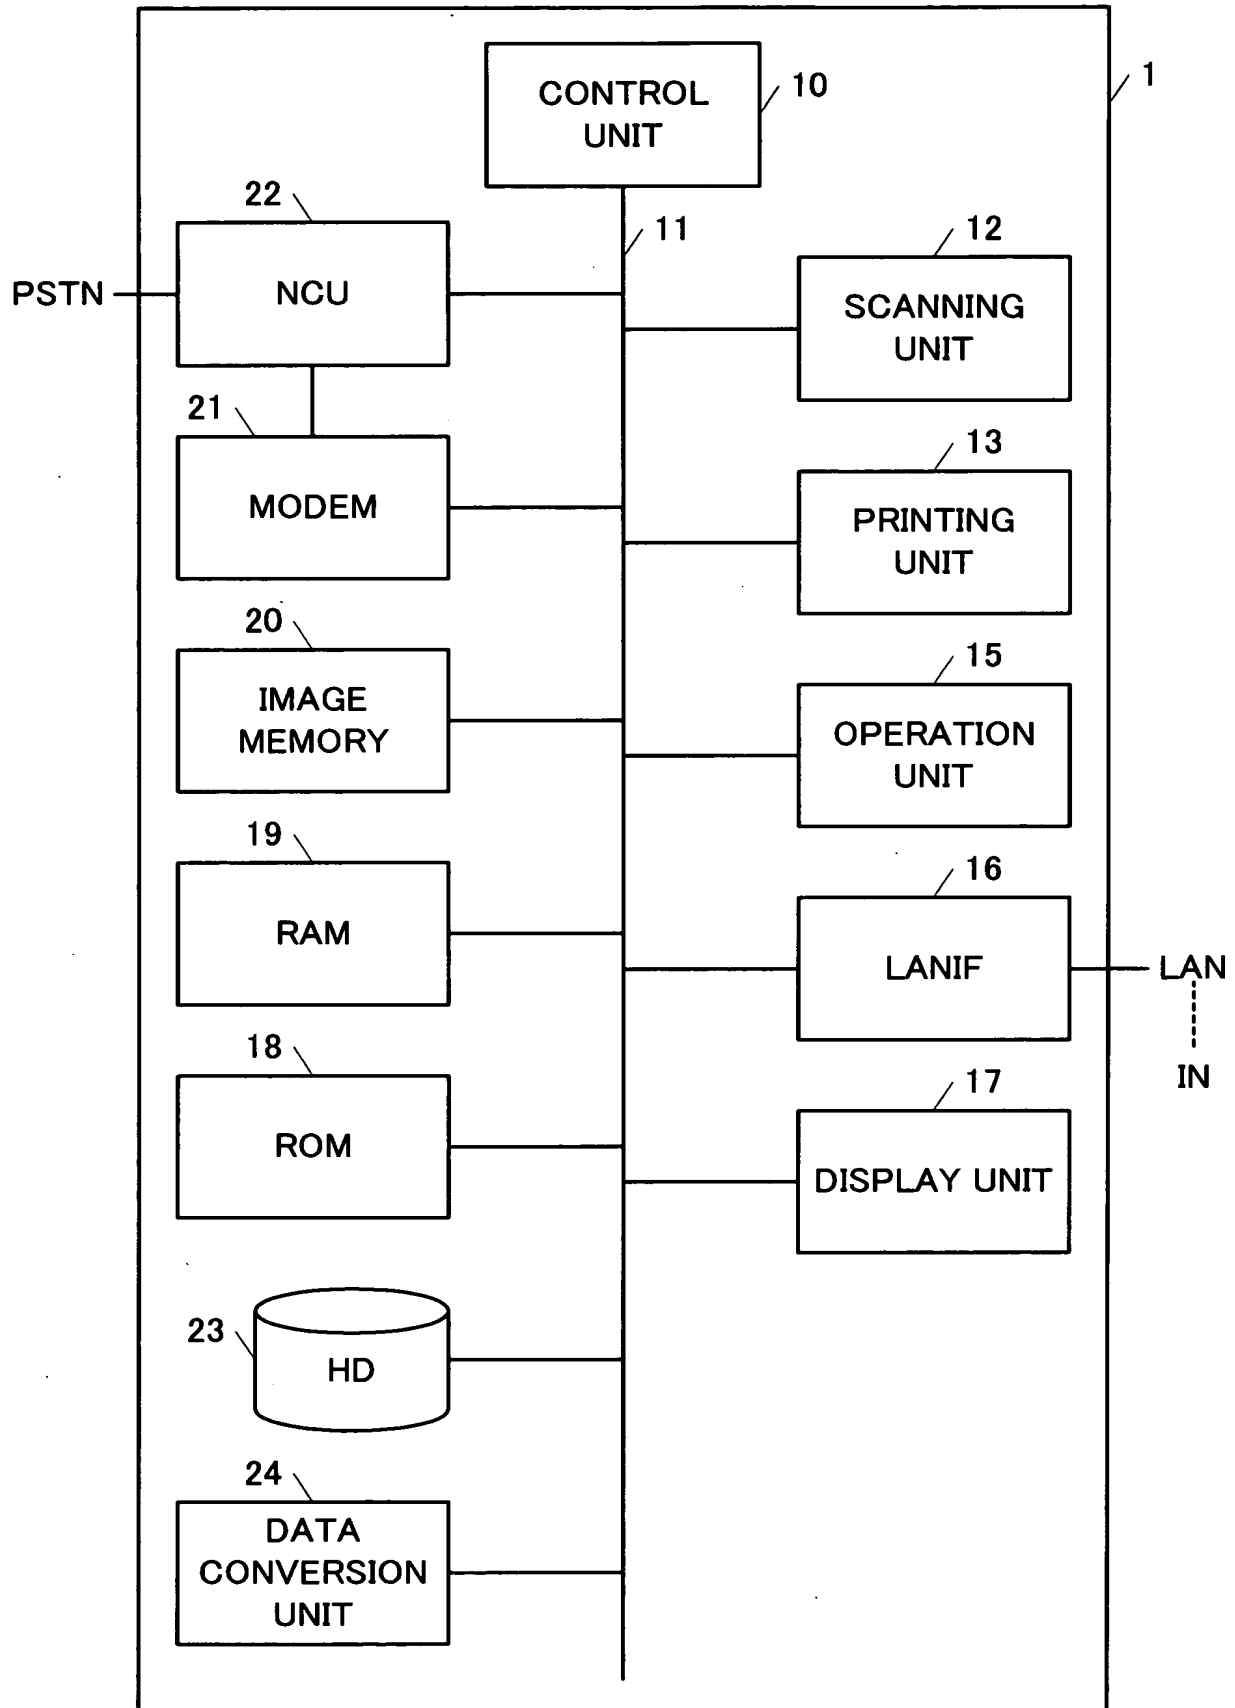 1
CONTROL
UNIT
10
11
22
NCU
PSTN
12
SCANNING
UNIT
21
MODEM
13
PRINTING
UNIT
20
IMAGE
MEMORY
15
OPERATION
UNIT
19
RAM
16
LANIF
LAN
IN
18
ROM
17
DISPLAY UNIT
23
HD
24
DATA
CONVERSION
UNIT